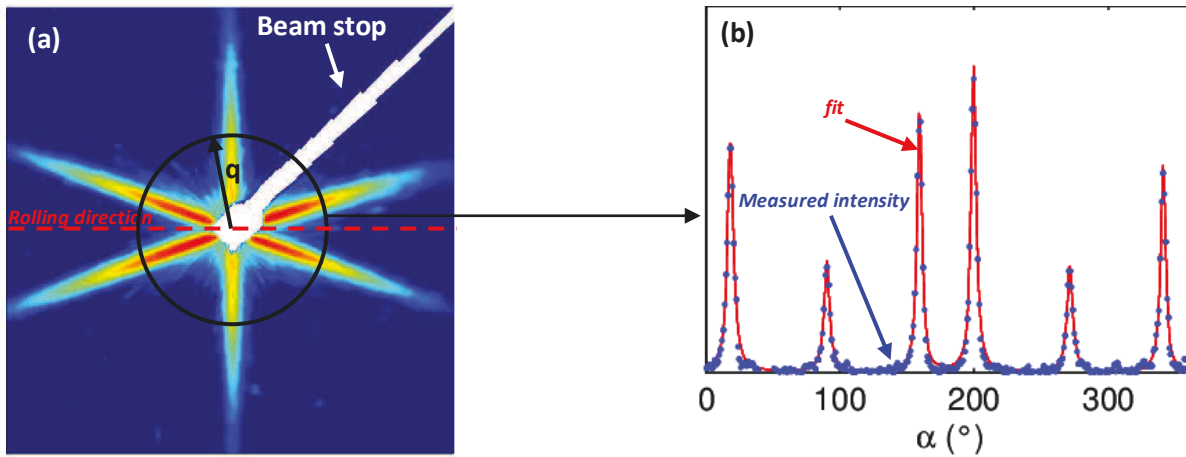 (a)
Beam stop
q
Rolling direction
(b)
fit
Measured intensity
0 100 200 300
α (°)